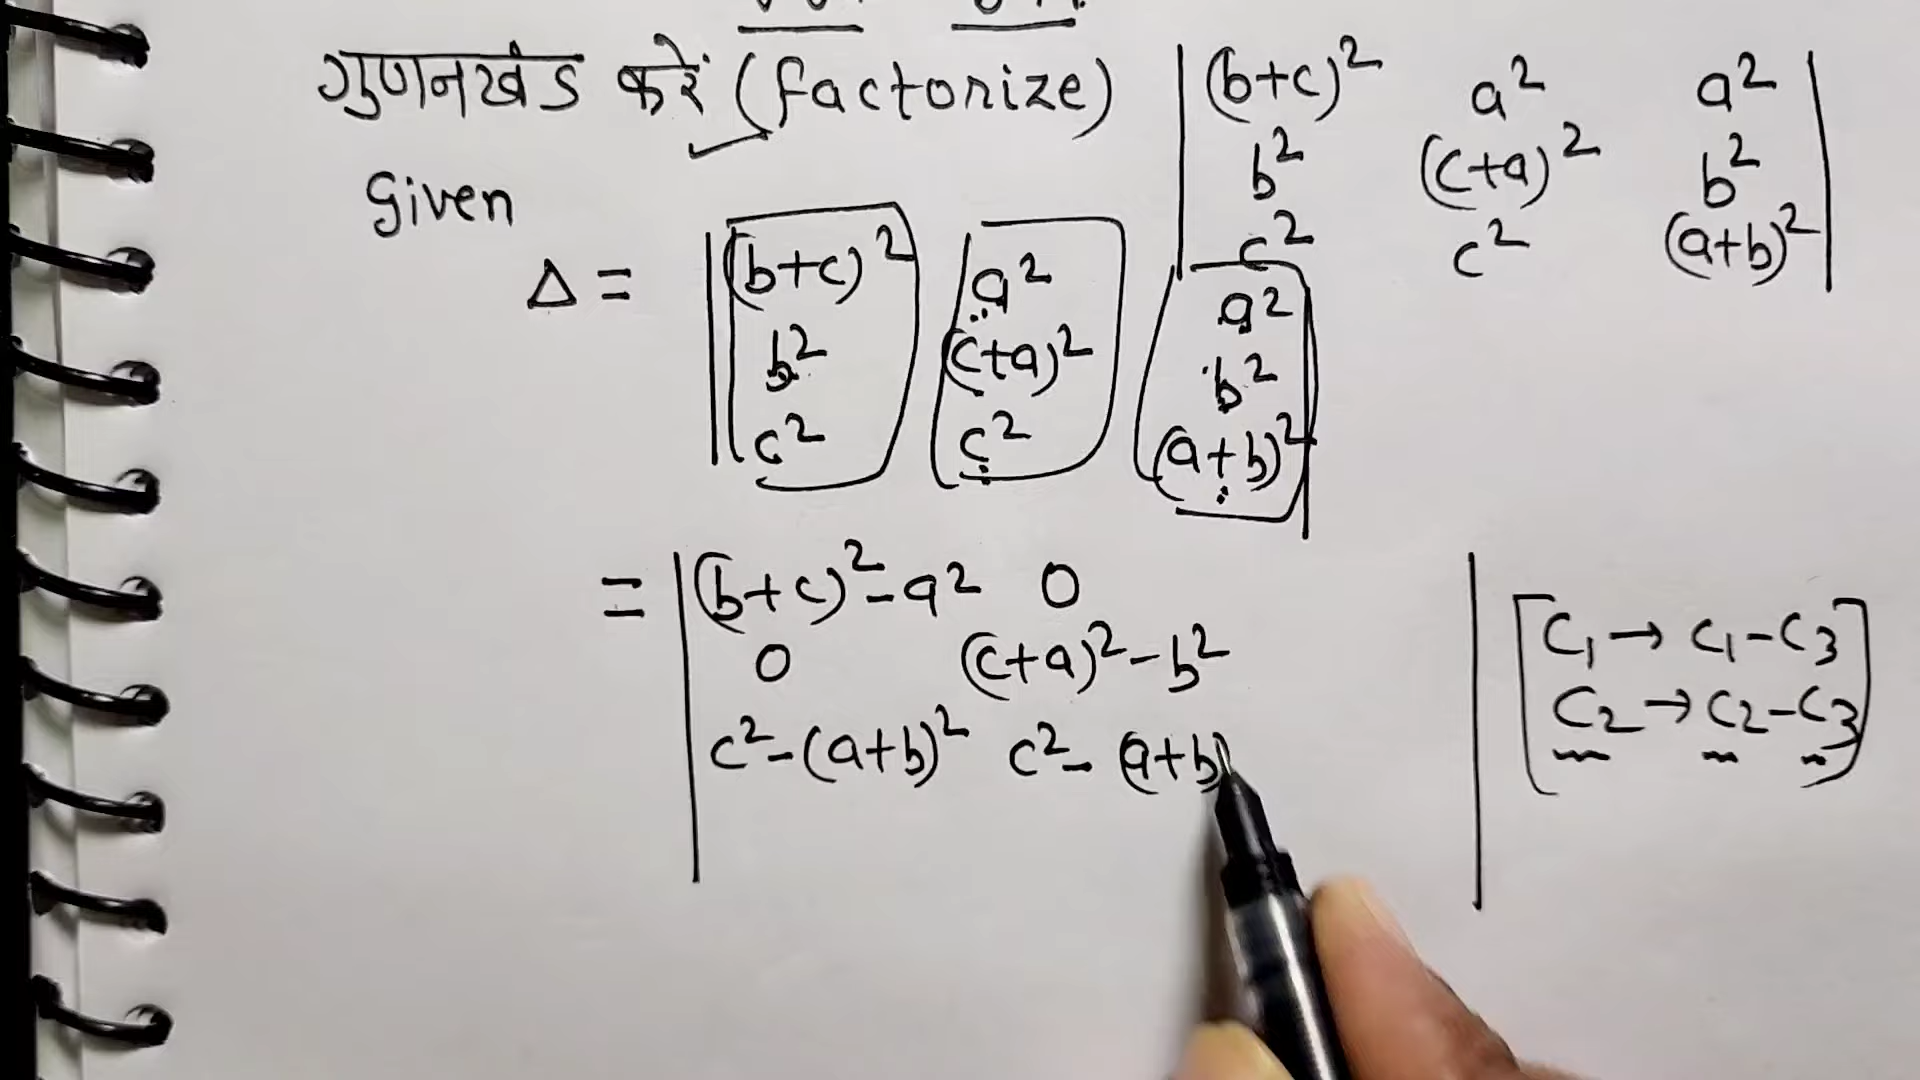 गुणनखंड करें (factorize) | (b+c)² a² a² |
| b² (c+a)² b² |
| c² c² (a+b)² |
Given
Δ = | (b+c)² a² a² |
| b² (c+a)² b² |
| c² c² (a+b)² |
= | (b+c)²-a² 0 | [C₁→C₁-C₃]
| 0 (c+a)²-b² | [C₂→C₂-C₃]
| c²-(a+b)² c²-(a+b) |